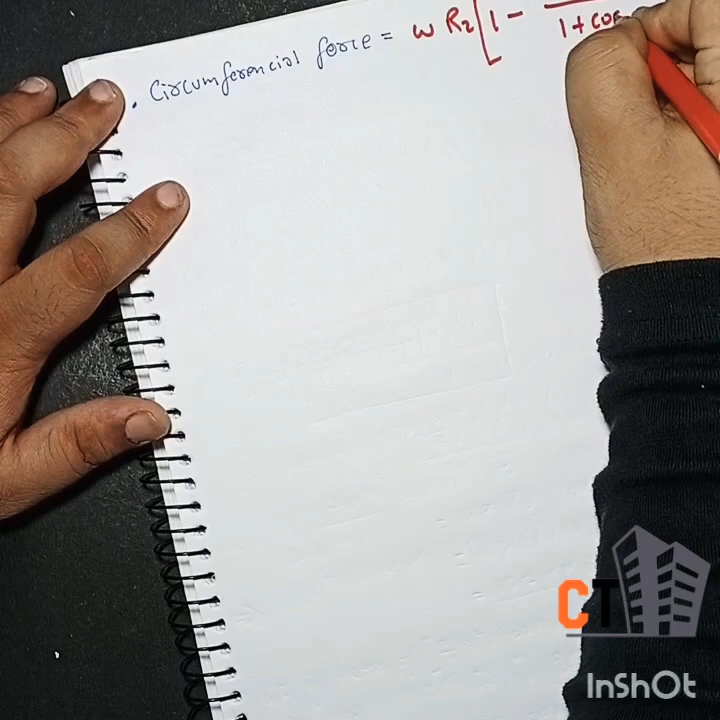 . Circumferencial force = w R2 [ 1 - 
1 + cos
CT
InShOt